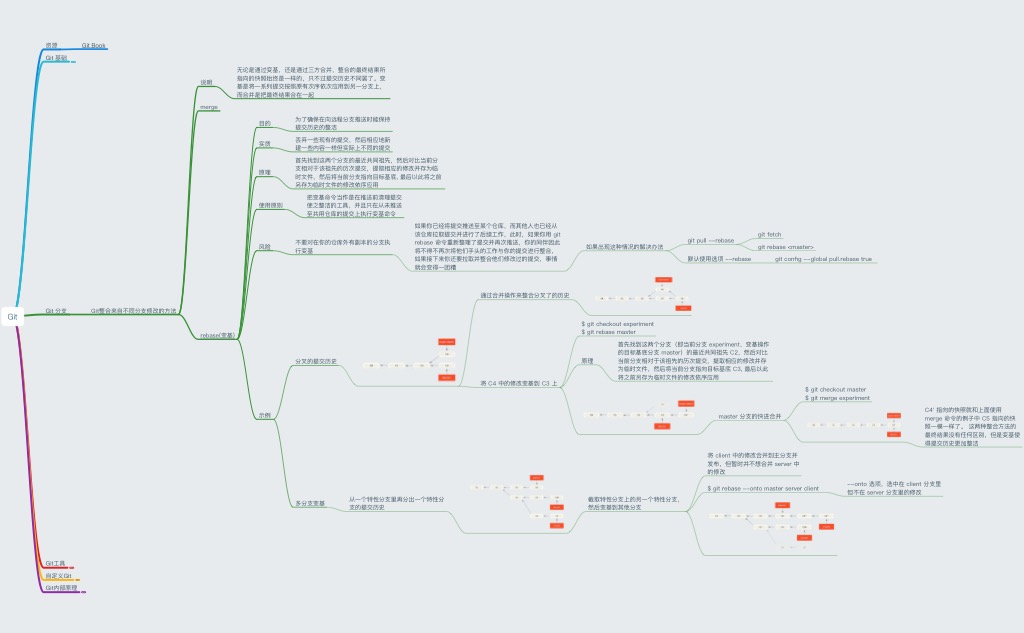 Git
资源
Git Book
Git 基础
Git 分支
Git整合来自不同分支修改的方法
说明
无论是通过变基，还是通过三方合并，整合的最终结果所
指向的快照始终是一样的，只不过提交历史不同罢了。变
基是将一系列提交按照原有次序依次应用到另一分支上，
而合并是把最终结果合在一起
merge
rebase(变基)
目的
为了确保在向远程分支推送时能保持
提交历史的整洁
实质
丢弃一些现有的提交，然后相应地新
建一些内容一样但实际上不同的提交
原理
首先找到这两个分支的最近共同祖先，然后对比当前分
支相对于该祖先的历次提交，提取相应的修改并存为临
时文件，然后将当前分支指向目标基底, 最后以此将之前
另存为临时文件的修改依序应用
使用原则
把变基命令当作是在推送前清理提交
使之整洁的工具，并且只在从未推送
至共用仓库的提交上执行变基命令
风险
不要对在你的仓库外有副本的分支执
行变基
如果你已经将提交推送至某个仓库，而其他人也已经从
该仓库拉取提交并进行了后续工作，此时，如果你用 git
rebase 命令重新整理了提交并再次推送，你的同伴因此
将不得不再次将他们手头的工作与你的提交进行整合，
如果接下来你还要拉取并整合他们修改过的提交，事情
就会变得一团糟
如果出现这种情况的解决办法
git pull --rebase
git fetch
git rebase <master>
默认使用选项 --rebase
git config --global pull.rebase true
示例
分叉的提交历史
通过合并操作来整合分叉了的历史
将 C4 中的修改变基到 C3 上
$ git checkout experiment
$ git rebase master
原理
首先找到这两个分支（即当前分支 experiment、变基操作
的目标基底分支 master）的最近共同祖先 C2，然后对比
当前分支相对于该祖先的历次提交，提取相应的修改并存
为临时文件，然后将当前分支指向目标基底 C3, 最后以此
将之前另存为临时文件的修改依序应用
master 分支的快进合并
$ git checkout master
$ git merge experiment
C4' 指向的快照就和上面使用
merge 命令的例子中 C5 指向的快
照一模一样了。 这两种整合方法的
最终结果没有任何区别，但是变基使
得提交历史更加整洁
多分支变基
从一个特性分支里再分出一个特性分
支的提交历史
截取特性分支上的另一个特性分支，
然后变基到其他分支
将 client 中的修改合并到主分支并
发布，但暂时并不想合并 server 中
的修改
$ git rebase --onto master server client
--onto 选项，选中在 client 分支里
但不在 server 分支里的修改
Git工具
自定义Git
Git内部原理